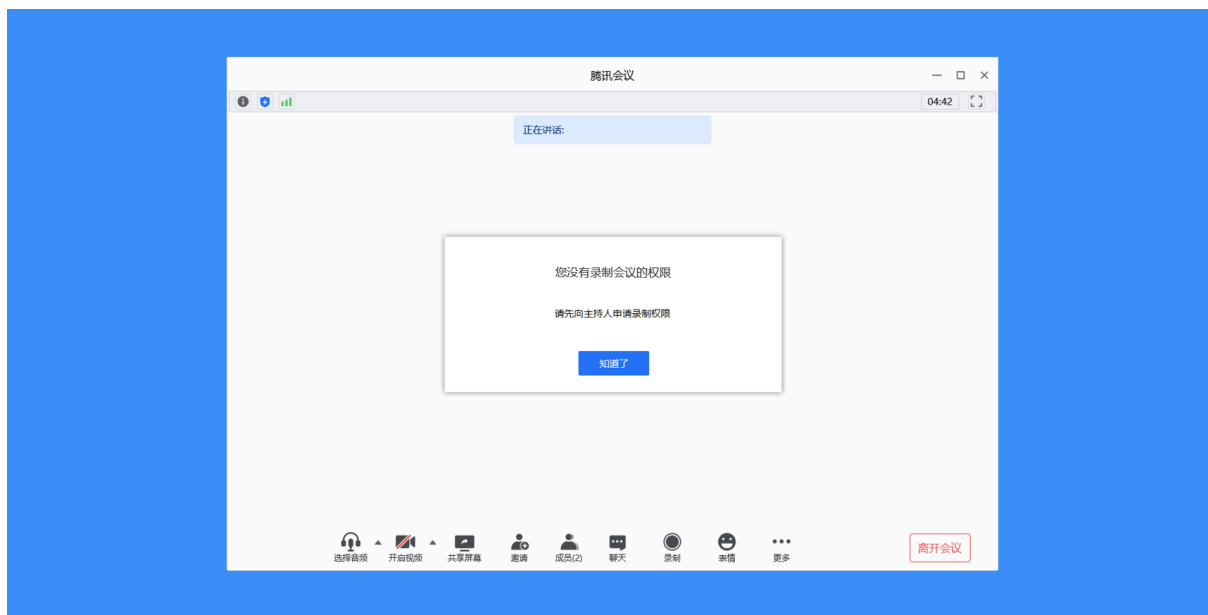 腾讯会议
04:42
正在讲话:
您没有录制会议的权限
请先向主持人申请录制权限
知道了
选择音频 开启视频 共享屏幕 邀请 成员(2) 聊天 录制 表情 更多 离开会议